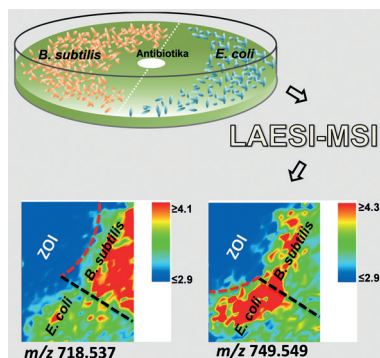 B. subtilis
Antibiotika
E. coli
LAESI-MSI
≥4.1
≤2.9
ZOI
B. subtilis
E. coli
m/z 718.537
≥4.3
≤2.9
ZOI
B. subtilis
E. coli
m/z 749.549